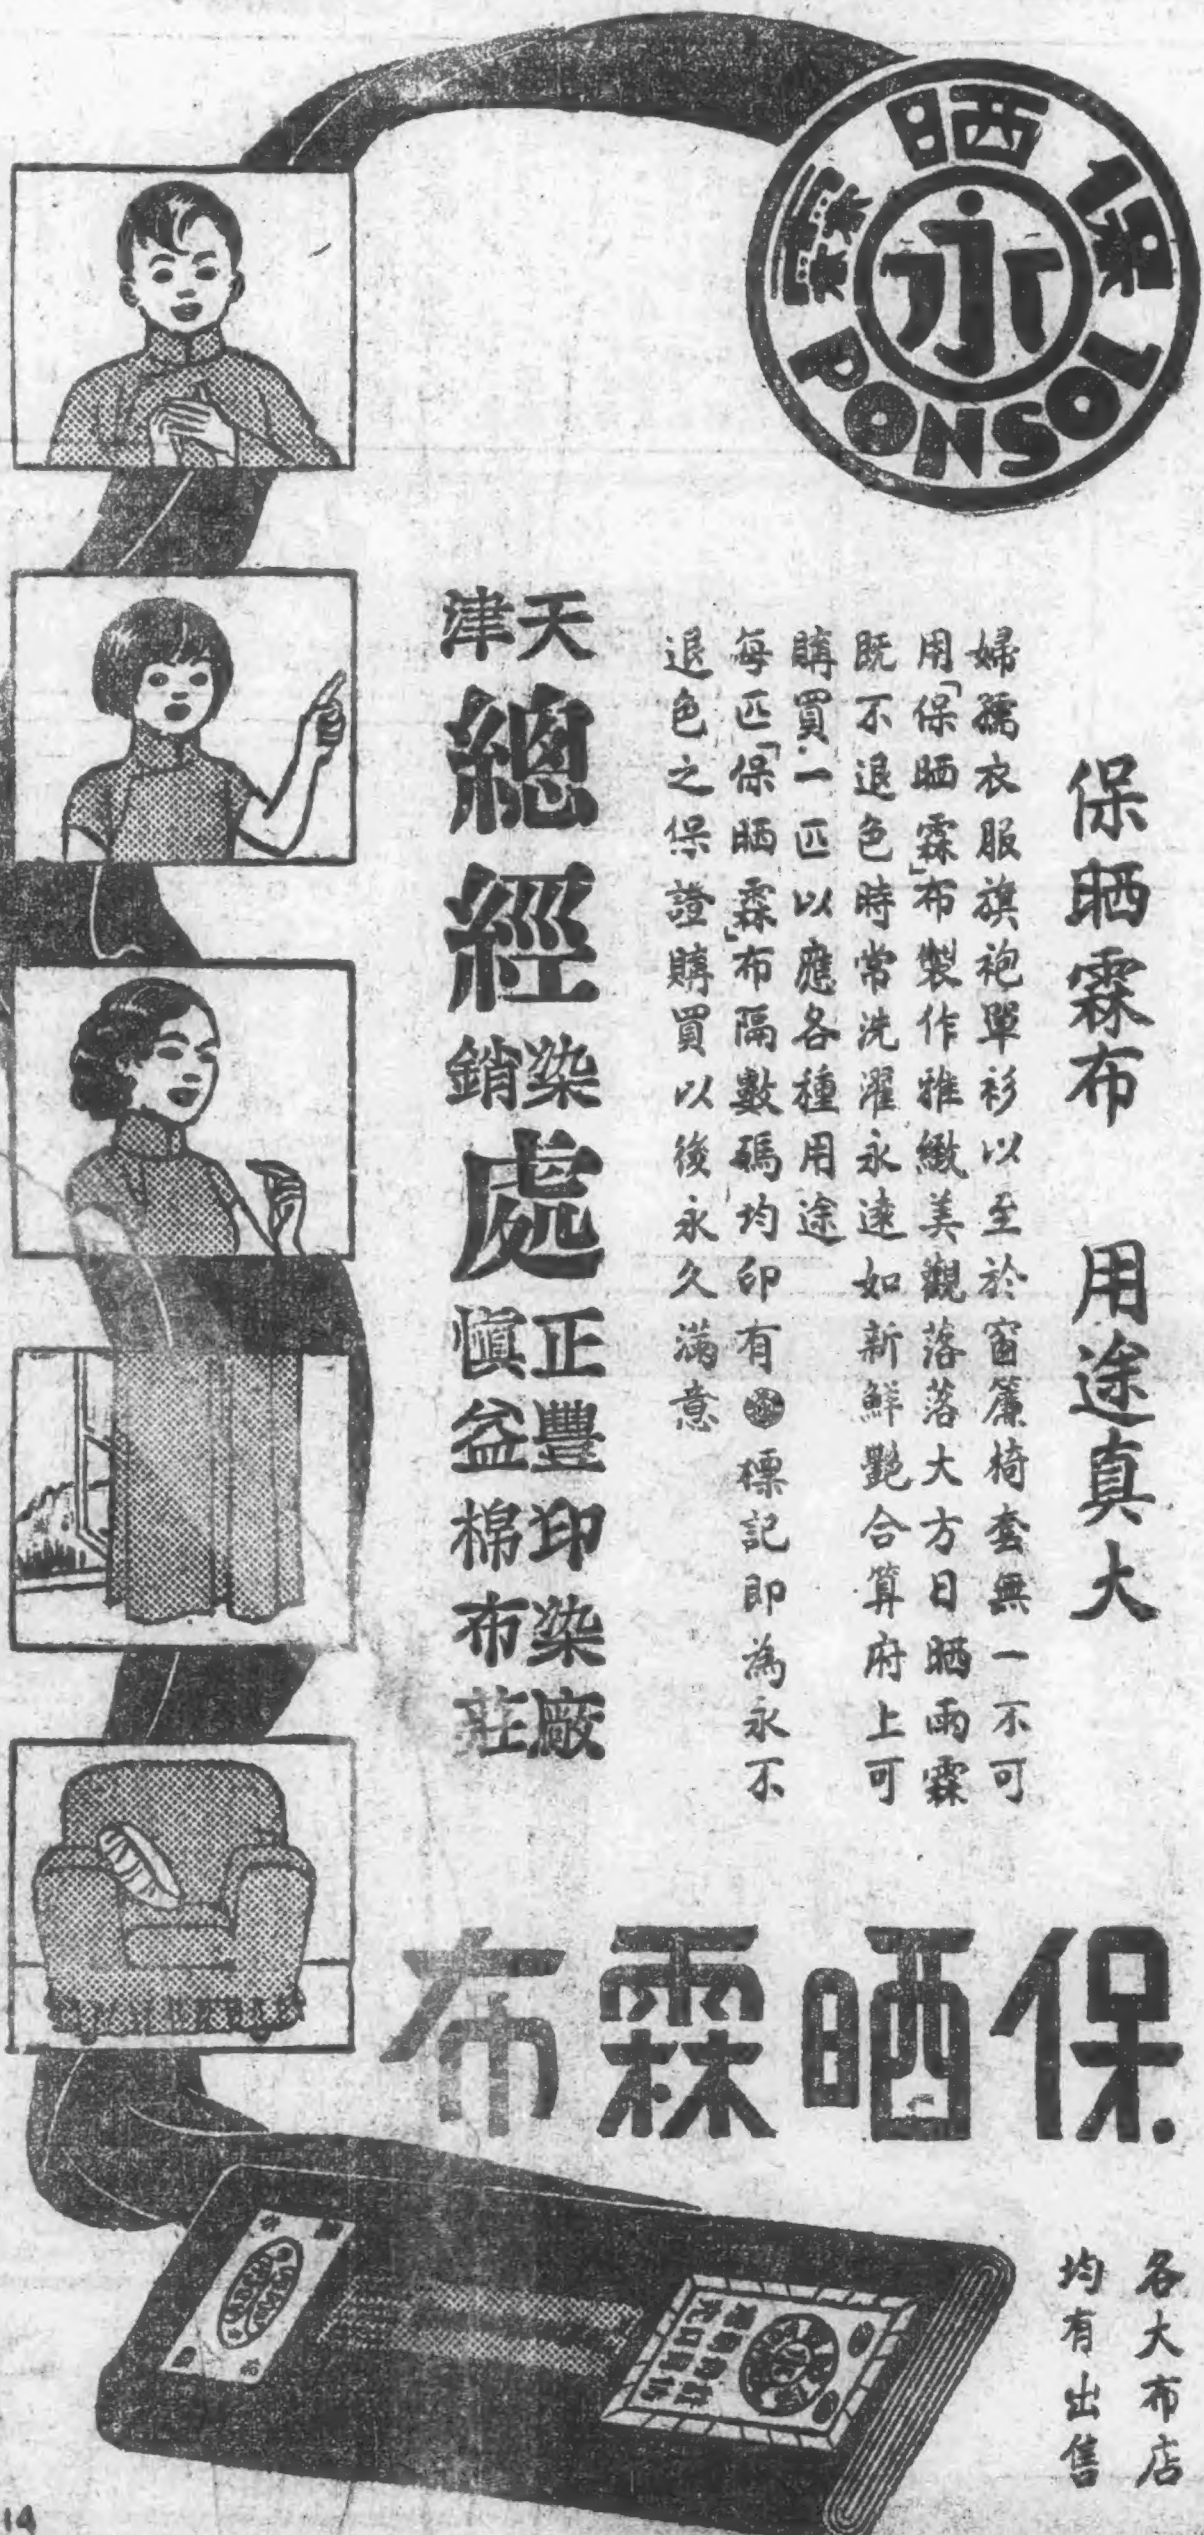 保晒霖
PONSOL
永
保晒霖布 用途真大
婦孺衣服旗袍單衫以至於窗簾椅套無一不可
用「保晒霖」布製作雅緻美觀落落大方日晒雨霖
既不退色時常洗濯永遠如新鮮艷合算府上可
購買一匹以應各種用途
每匹「保晒霖」布隔數碼均印有標記即為永不
退色之保證購買以後永久滿意
天津
總經
染銷
處
正豐印染廠
慎益棉布莊
保晒霖布
各大布店
均有出售
14